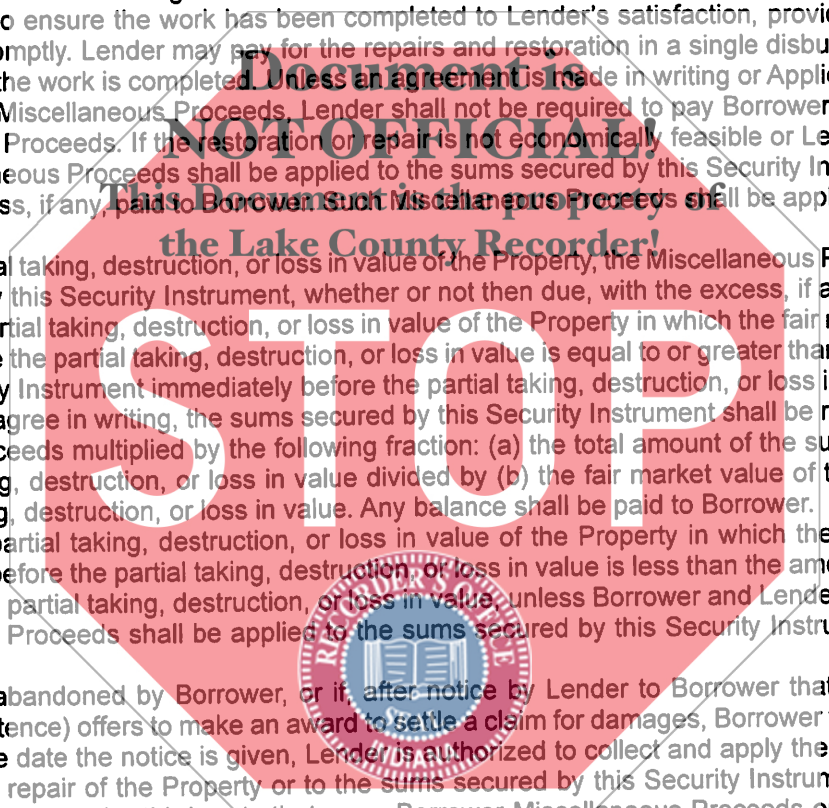 o ensure the work has been completed to Lender's satisfaction, provi
omptly. Lender may pay for the repairs and restoration in a single disbu
the work is completed. Unless an agreement is made in writing or Appli
Document is
Miscellaneous Proceeds, Lender shall not be required to pay Borrower
Proceeds. If the restoration or repair is not economically feasible or Le
NOT OFFICIAL!
eous Proceeds shall be applied to the sums secured by this Security In
ss, if any, paid to Borrower. Such Miscellaneous Proceeds shall be app
This Document is the property of
the Lake County Recorder!
al taking, destruction, or loss in value of the Property, the Miscellaneous P
this Security Instrument, whether or not then due, with the excess, if a
rtial taking, destruction, or loss in value of the Property in which the fair
e the partial taking, destruction, or loss in value is equal to or greater than
y Instrument immediately before the partial taking, destruction, or loss i
agree in writing, the sums secured by this Security Instrument shall be r
STOP
ceeds multiplied by the following fraction: (a) the total amount of the su
g, destruction, or loss in value divided by (b) the fair market value of t
g, destruction, or loss in value. Any balance shall be paid to Borrower.
partial taking, destruction, or loss in value of the Property in which the
efore the partial taking, destruction, or loss in value is less than the am
partial taking, destruction, or loss in value, unless Borrower and Lende
Proceeds shall be applied to the sums secured by this Security Instru
RECORDER'S OFFICE
abandoned by Borrower, or if, after notice by Lender to Borrower that
SEAL
tence) offers to make an award to settle a claim for damages, Borrower
INDIANA
e date the notice is given, Lender is authorized to collect and apply the
repair of the Property or to the sums secured by this Security Instrum